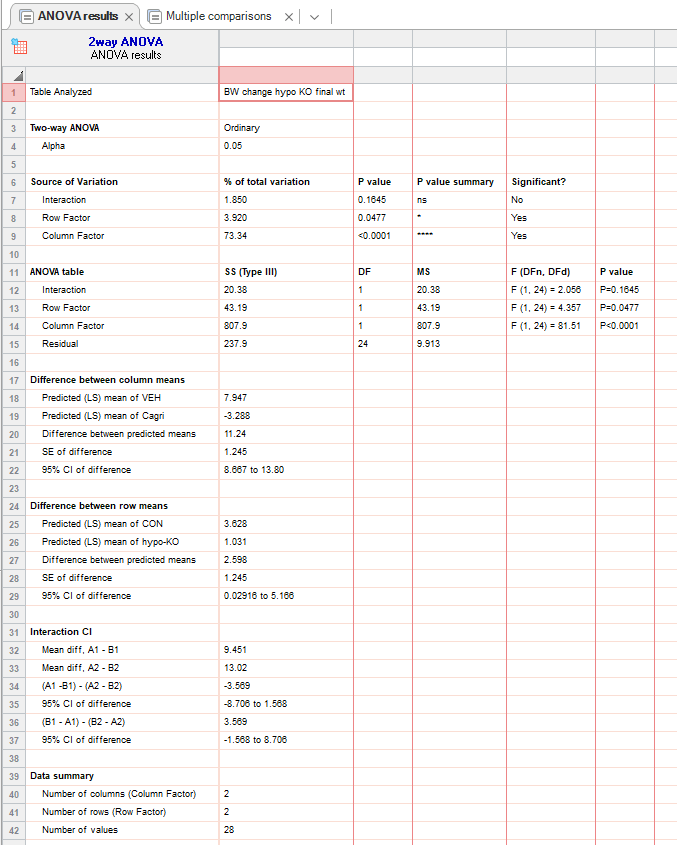 ANOVA results
Multiple comparisons
2way ANOVA
ANOVA results
1 Table Analyzed BW change hypo KO final wt
2
3 Two-way ANOVA Ordinary
4 Alpha 0.05
5
6 Source of Variation % of total variation P value P value summary Significant?
7 Interaction 1.850 0.1645 ns No
8 Row Factor 3.920 0.0477 * Yes
9 Column Factor 73.34 <0.0001 **** Yes
10
11 ANOVA table SS (Type III) DF MS F (DFn, DFd) P value
12 Interaction 20.38 1 20.38 F (1, 24) = 2.056 P=0.1645
13 Row Factor 43.19 1 43.19 F (1, 24) = 4.357 P=0.0477
14 Column Factor 807.9 1 807.9 F (1, 24) = 81.51 P<0.0001
15 Residual 237.9 24 9.913
16
17 Difference between column means
18 Predicted (LS) mean of VEH 7.947
19 Predicted (LS) mean of Cagri -3.288
20 Difference between predicted means 11.24
21 SE of difference 1.245
22 95% CI of difference 8.667 to 13.80
23
24 Difference between row means
25 Predicted (LS) mean of CON 3.628
26 Predicted (LS) mean of hypo-KO 1.031
27 Difference between predicted means 2.598
28 SE of difference 1.245
29 95% CI of difference 0.02916 to 5.166
30
31 Interaction CI
32 Mean diff, A1 - B1 9.451
33 Mean diff, A2 - B2 13.02
34 (A1 -B1) - (A2 - B2) -3.569
35 95% CI of difference -8.706 to 1.568
36 (B1 - A1) - (B2 - A2) 3.569
37 95% CI of difference -1.568 to 8.706
38
39 Data summary
40 Number of columns (Column Factor) 2
41 Number of rows (Row Factor) 2
42 Number of values 28